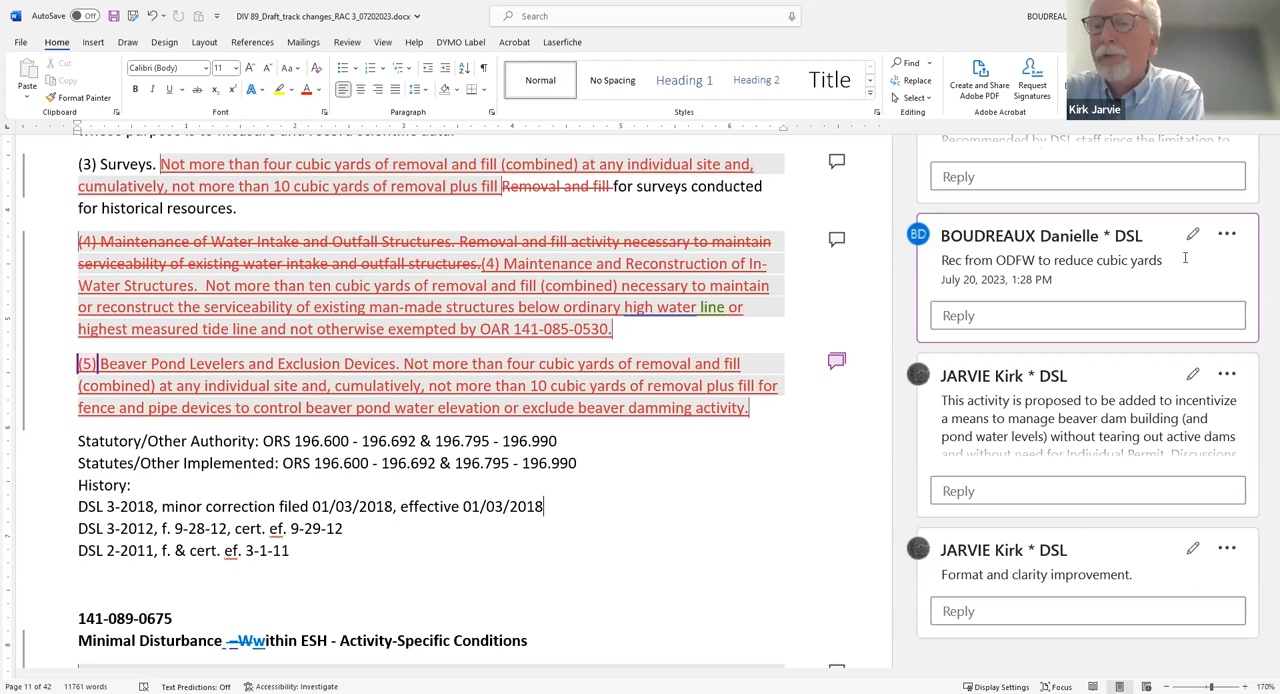 AutoSave Off DIV 89_Draft_track changes_RAC 3_07202023.docx Search BOUDREAU
File Home Insert Draw Design Layout References Mailings Review View Help DYMO Label Acrobat Laserfiche
Paste Cut Copy Format Painter Clipboard
Calibri (Body) 11 Font
Paragraph
Normal No Spacing Heading 1 Heading 2 Title Styles
Find Replace Select Editing
Create and Share Adobe PDF Request Signatures Adobe Acrobat
Kirk Jarvie
(3) Surveys. Not more than four cubic yards of removal and fill (combined) at any individual site and,
cumulatively, not more than 10 cubic yards of removal plus fill Removal and fill for surveys conducted
for historical resources.
(4) Maintenance of Water Intake and Outfall Structures. Removal and fill activity necessary to maintain
serviceability of existing water intake and outfall structures.(4) Maintenance and Reconstruction of In-
Water Structures. Not more than ten cubic yards of removal and fill (combined) necessary to maintain
or reconstruct the serviceability of existing man-made structures below ordinary high water line or
highest measured tide line and not otherwise exempted by OAR 141-085-0530.
(5) Beaver Pond Levelers and Exclusion Devices. Not more than four cubic yards of removal and fill
(combined) at any individual site and, cumulatively, not more than 10 cubic yards of removal plus fill for
fence and pipe devices to control beaver pond water elevation or exclude beaver damming activity.
Statutory/Other Authority: ORS 196.600 - 196.692 & 196.795 - 196.990
Statutes/Other Implemented: ORS 196.600 - 196.692 & 196.795 - 196.990
History:
DSL 3-2018, minor correction filed 01/03/2018, effective 01/03/2018
DSL 3-2012, f. 9-28-12, cert. ef. 9-29-12
DSL 2-2011, f. & cert. ef. 3-1-11
141-089-0675
Minimal Disturbance –Wwithin ESH - Activity-Specific Conditions
Recommended by DSL staff since the limitation to
Reply
BD BOUDREAUX Danielle * DSL
Rec from ODFW to reduce cubic yards
July 20, 2023, 1:28 PM
Reply
JARVIE Kirk * DSL
This activity is proposed to be added to incentivize
a means to manage beaver dam building (and
pond water levels) without tearing out active dams
and without need for Individual Permit. Discussions
Reply
JARVIE Kirk * DSL
Format and clarity improvement.
Reply
Page 11 of 42 11761 words Text Predictions: Off Accessibility: Investigate Display Settings Focus 170%